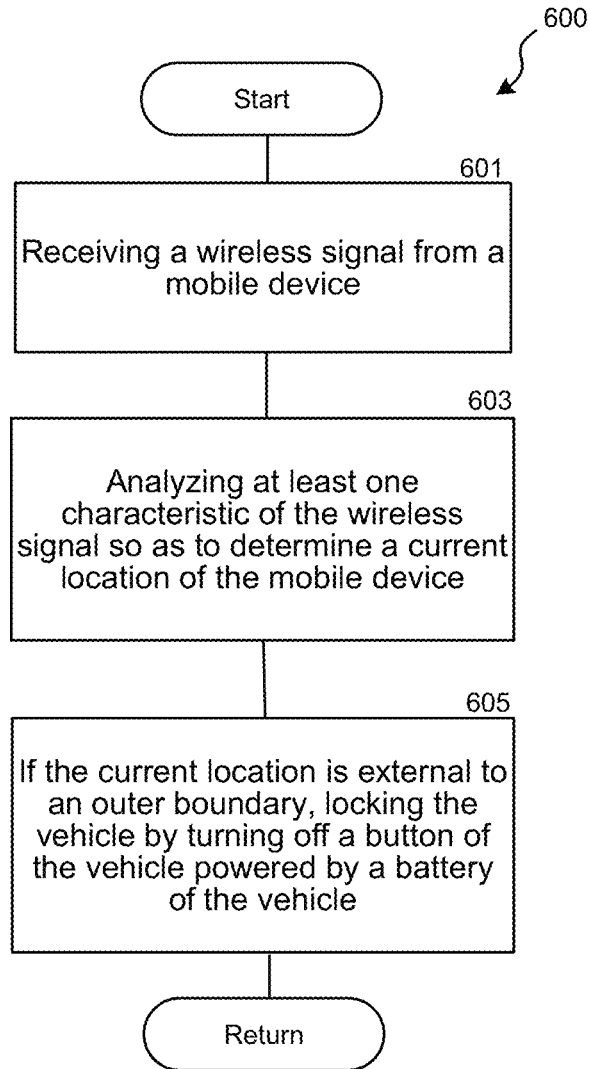 600
Start
601
Receiving a wireless signal from a
mobile device
603
Analyzing at least one
characteristic of the wireless
signal so as to determine a current
location of the mobile device
605
If the current location is external to
an outer boundary, locking the
vehicle by turning off a button of
the vehicle powered by a battery
of the vehicle
Return